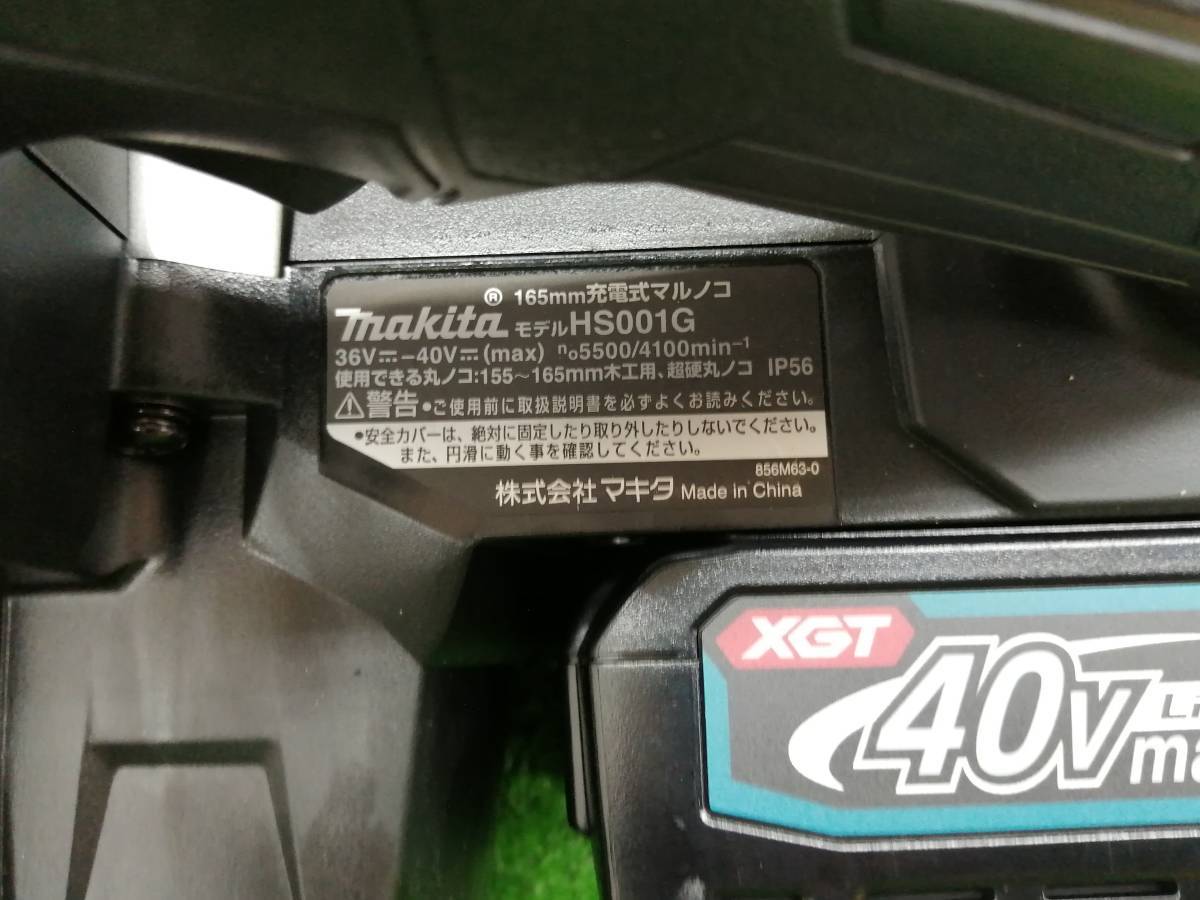 ® 165mm充電式マルノコ
makita モデルHS001G
36V⎓-40V⎓(max) n₀5500/4100min⁻¹
使用できる丸ノコ:155~165mm木工用、超硬丸ノコ IP56
⚠警告 ●ご使用前に取扱説明書を必ずよくお読みください。
●安全カバーは、絶対に固定したり取り外したりしないでください。
また、円滑に動く事を確認してください。
856M63-0
株式会社マキタ Made in China
XGT
40V